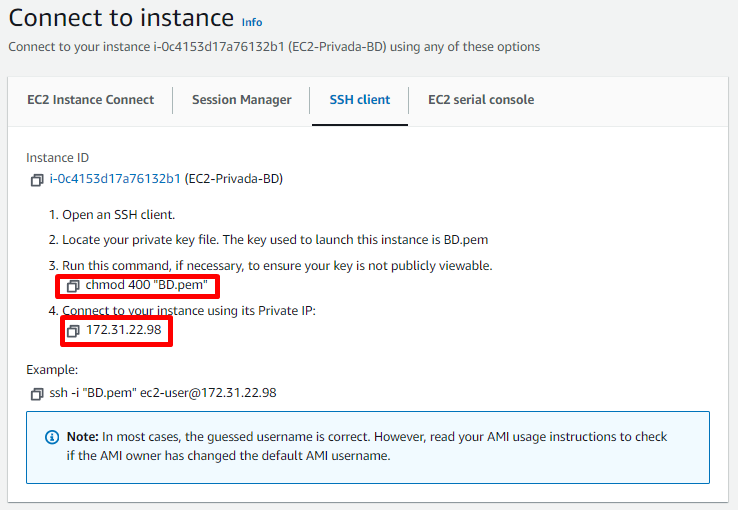 Connect to instance Info
Connect to your instance i-0c4153d17a76132b1 (EC2-Privada-BD) using any of these options
EC2 Instance Connect Session Manager SSH client EC2 serial console
Instance ID
i-0c4153d17a76132b1 (EC2-Privada-BD)
1. Open an SSH client.
2. Locate your private key file. The key used to launch this instance is BD.pem
3. Run this command, if necessary, to ensure your key is not publicly viewable.
chmod 400 "BD.pem"
4. Connect to your instance using its Private IP:
172.31.22.98
Example:
ssh -i "BD.pem" ec2-user@172.31.22.98
Note: In most cases, the guessed username is correct. However, read your AMI usage instructions to check
if the AMI owner has changed the default AMI username.